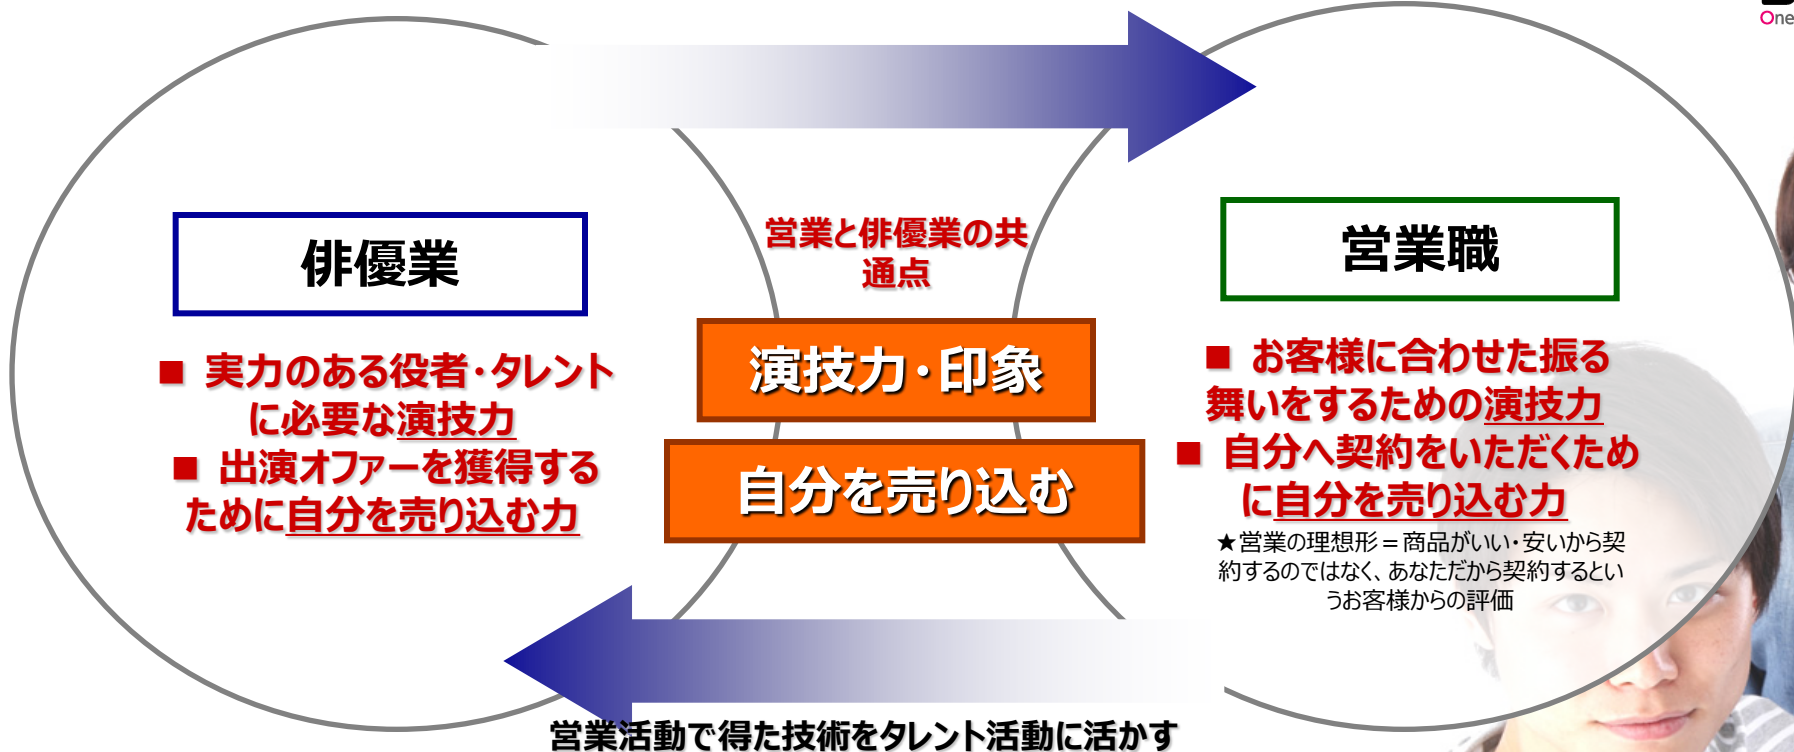 One
俳優業
■ 実力のある役者・タレント
に必要な演技力
■ 出演オファーを獲得する
ために自分を売り込む力
営業と俳優業の共
通点
演技力・印象
自分を売り込む
営業職
■ お客様に合わせた振る
舞いをするための演技力
■ 自分へ契約をいただくため
に自分を売り込む力
★営業の理想形＝商品がいい・安いから契
約するのではなく、あなただから契約するとい
うお客様からの評価
営業活動で得た技術をタレント活動に活かす